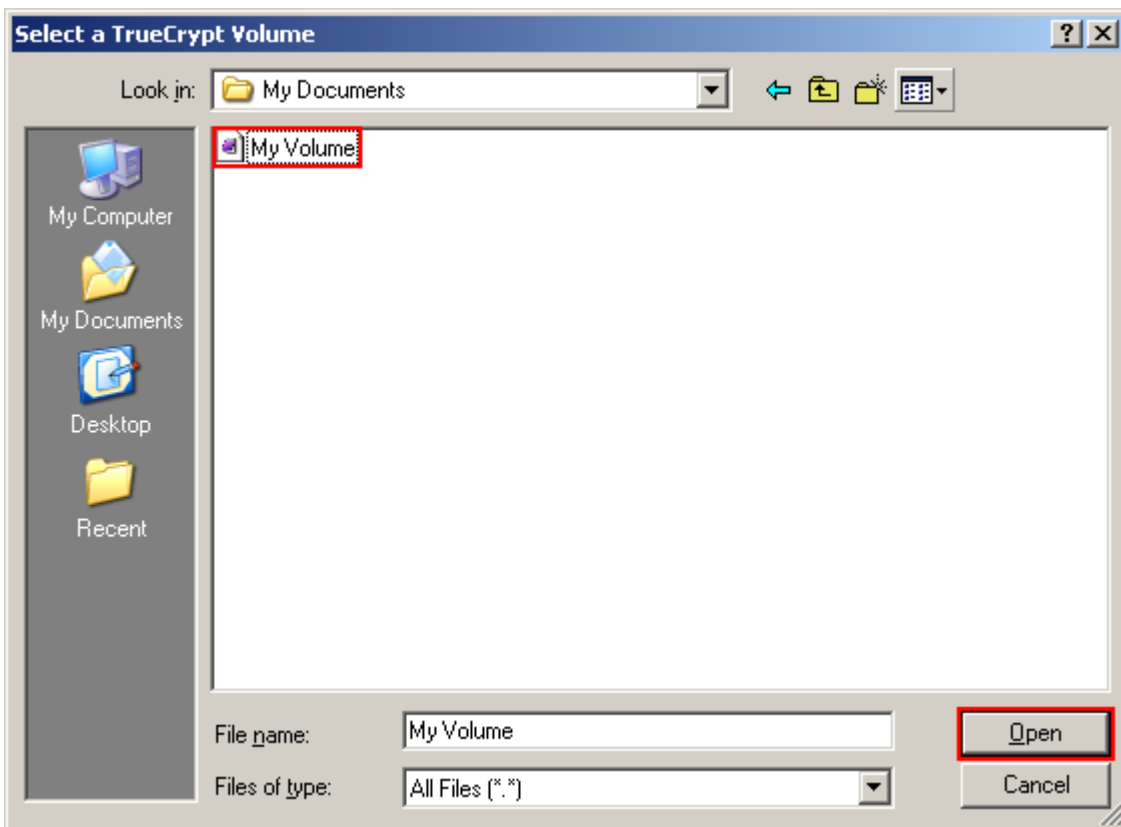 Select a TrueCrypt Volume
Look in: My Documents
My Volume
My Computer
My Documents
Desktop
Recent
File name: My Volume Open
Files of type: All Files (*.*) Cancel